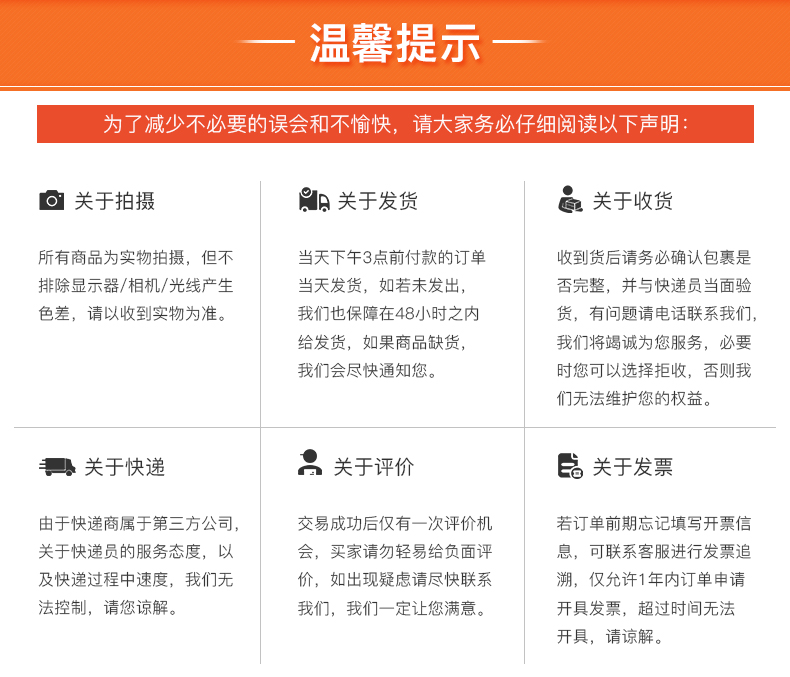 温馨提示
为了减少不必要的误会和不愉快，请大家务必仔细阅读以下声明：
关于拍摄
所有商品为实物拍摄，但不
排除显示器/相机/光线产生
色差，请以收到实物为准。
关于发货
当天下午3点前付款的订单
当天发货，如若未发出，
我们也保障在48小时之内
给发货，如果商品缺货，
我们会尽快通知您。
关于收货
收到货后请务必确认包裹是
否完整，并与快递员当面验
货，有问题请电话联系我们，
我们将竭诚为您服务，必要
时您可以选择拒收，否则我
们无法维护您的权益。
关于快递
由于快递商属于第三方公司，
关于快递员的服务态度，以
及快递过程中速度，我们无
法控制，请您谅解。
关于评价
交易成功后仅有一次评价机
会，买家请勿轻易给负面评
价，如出现疑虑请尽快联系
我们，我们一定让您满意。
关于发票
若订单前期忘记填写开票信
息，可联系客服进行发票追
溯，仅允许1年内订单申请
开具发票，超过时间无法
开具，请谅解。